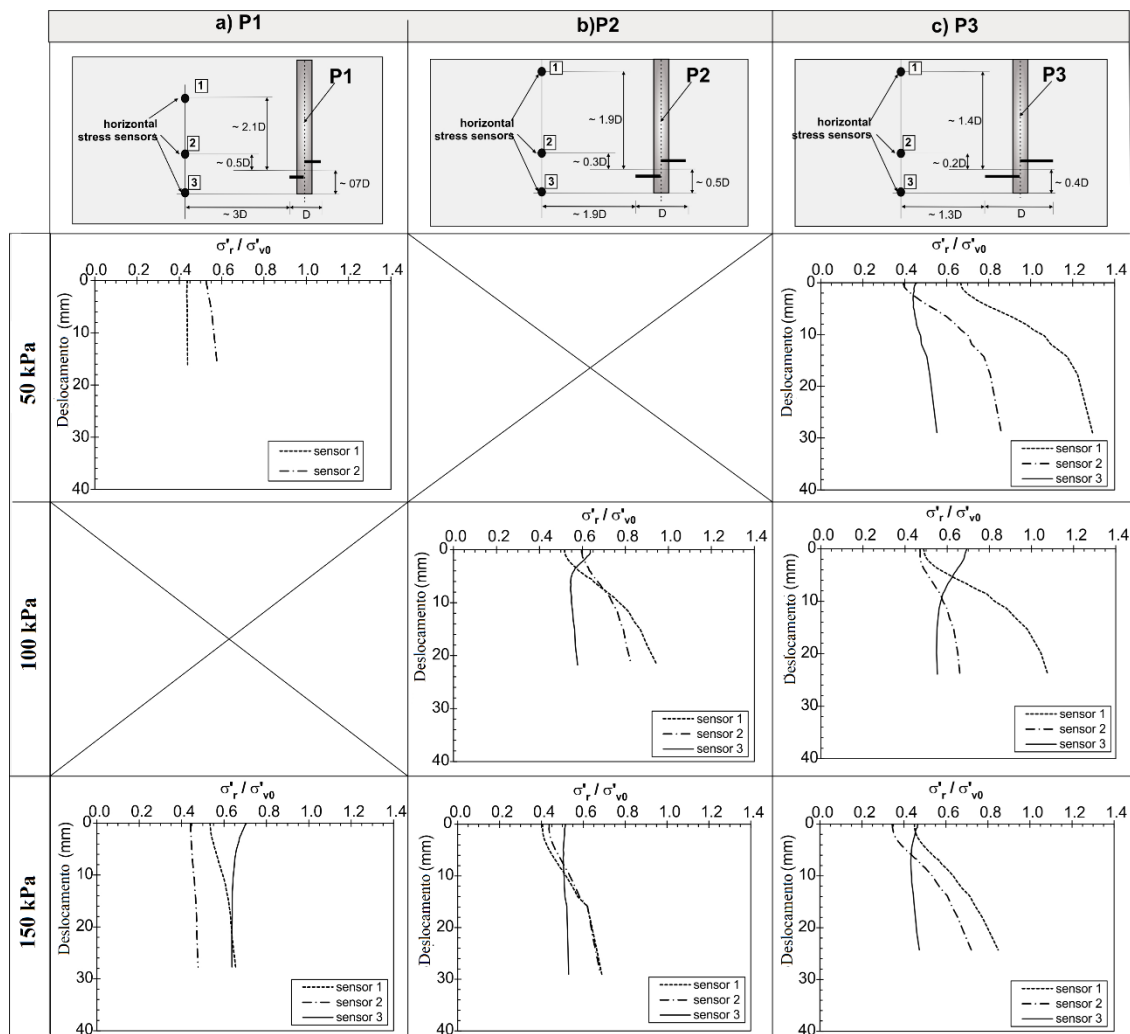 a) P1
b)P2
c) P3
1
P1
horizontal
stress sensors
~ 2.1D
2
~ 0.5D
3
~ 07D
~ 3D
D
1
P2
horizontal
stress sensors
~ 1.9D
2
~ 0.3D
3
~ 0.5D
~ 1.9D
D
1
P3
horizontal
stress sensors
~ 1.4D
2
~ 0.2D
3
~ 0.4D
~ 1.3D
D
50 kPa
σ'r / σ'v0
0.0 0.2 0.4 0.6 0.8 1.0 1.2 1.4
Deslocamento (mm)
0
10
20
30
40
sensor 1
sensor 2
σ'r / σ'v0
0.0 0.2 0.4 0.6 0.8 1.0 1.2 1.4
Deslocamento (mm)
0
10
20
30
40
sensor 1
sensor 2
sensor 3
100 kPa
σ'r / σ'v0
0.0 0.2 0.4 0.6 0.8 1.0 1.2 1.4
Deslocamento (mm)
0
10
20
30
40
sensor 1
sensor 2
sensor 3
σ'r / σ'v0
0.0 0.2 0.4 0.6 0.8 1.0 1.2 1.4
Deslocamento (mm)
0
10
20
30
40
sensor 1
sensor 2
sensor 3
150 kPa
σ'r / σ'v0
0.0 0.2 0.4 0.6 0.8 1.0 1.2 1.4
Deslocamento (mm)
0
10
20
30
40
sensor 1
sensor 2
sensor 3
σ'r / σ'v0
0.0 0.2 0.4 0.6 0.8 1.0 1.2 1.4
Deslocamento (mm)
0
10
20
30
40
sensor 1
sensor 2
sensor 3
σ'r / σ'v0
0.0 0.2 0.4 0.6 0.8 1.0 1.2 1.4
Deslocamento (mm)
0
10
20
30
40
sensor 1
sensor 2
sensor 3